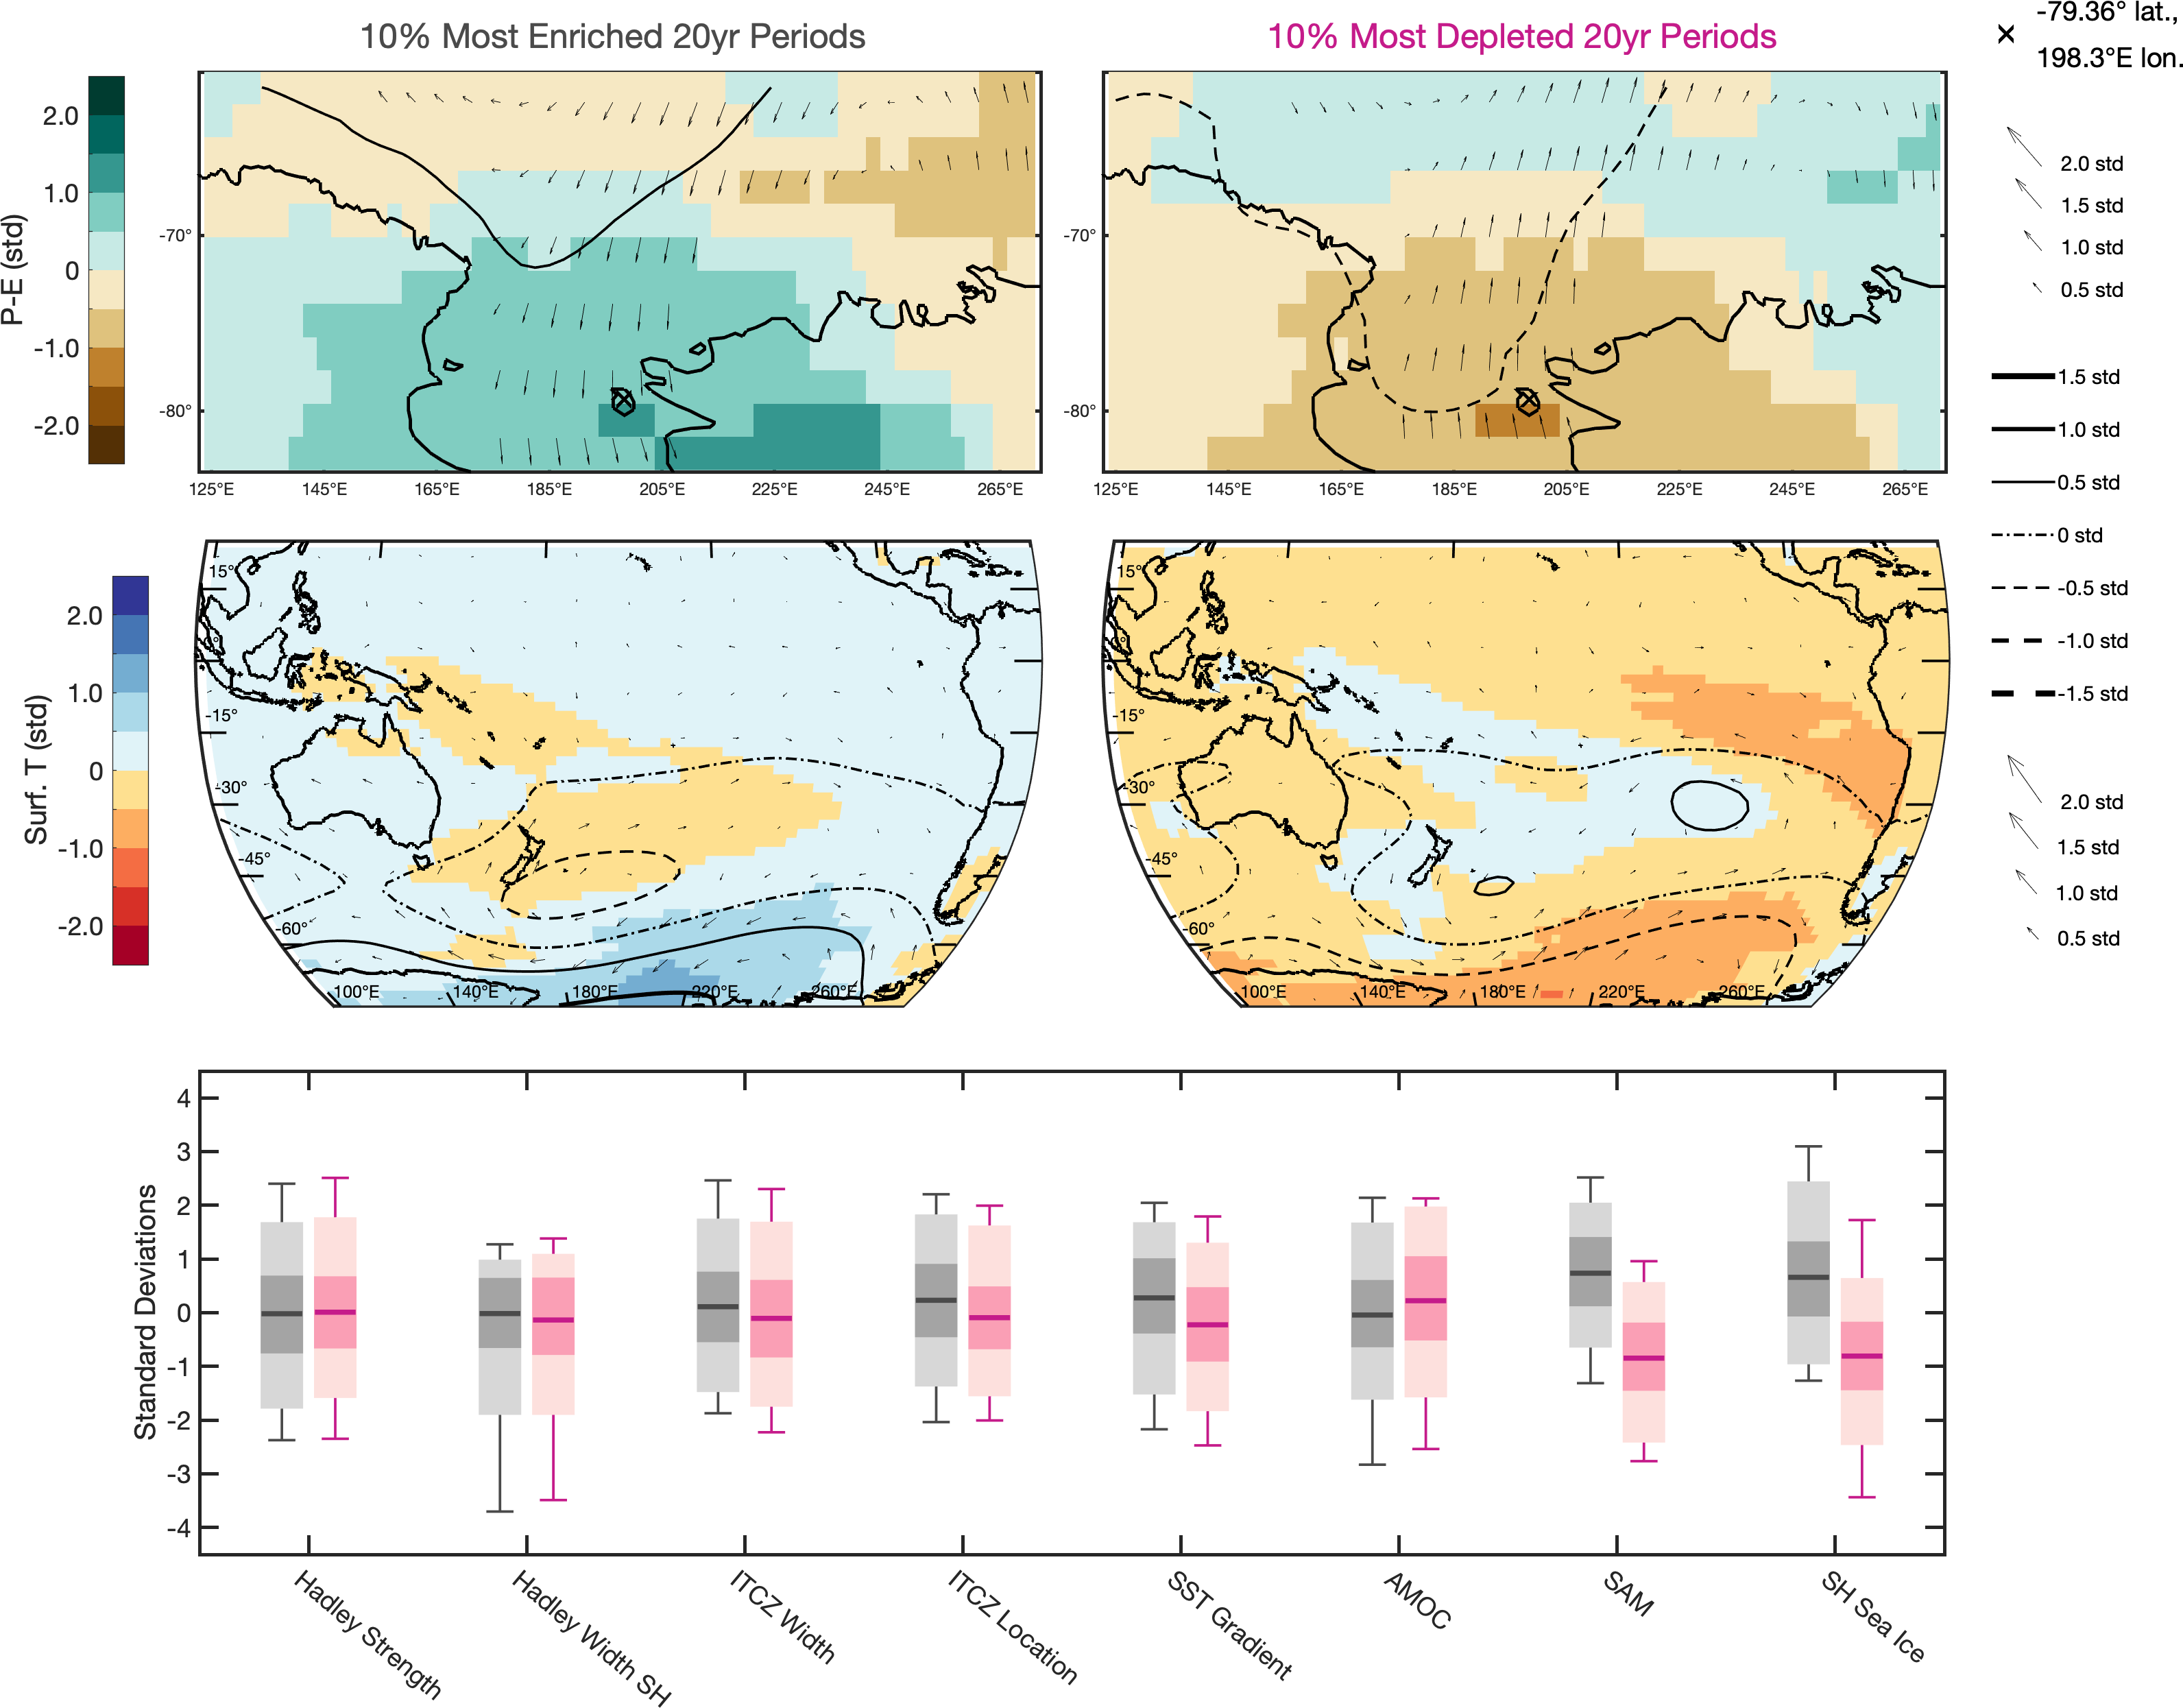 10% Most Enriched 20yr Periods
10% Most Depleted 20yr Periods
-79.36° lat.,
198.3°E lon.
P-E (std)
2.0
1.0
0
-1.0
-2.0
-70°
-80°
125°E 145°E 165°E 185°E 205°E 225°E 245°E 265°E
-70°
-80°
125°E 145°E 165°E 185°E 205°E 225°E 245°E 265°E
2.0 std
1.5 std
1.0 std
0.5 std
1.5 std
1.0 std
0.5 std
0 std
-0.5 std
-1.0 std
-1.5 std
2.0 std
1.5 std
1.0 std
0.5 std
Surf. T (std)
2.0
1.0
0
-1.0
-2.0
15°
0°
-15°
-30°
-45°
-60°
100°E 140°E 180°E 220°E 260°E
15°
-15°
-30°
-45°
-60°
100°E 140°E 180°E 220°E 260°E
Standard Deviations
4
3
2
1
0
-1
-2
-3
-4
Hadley Strength
Hadley Width SH
ITCZ Width
ITCZ Location
SST Gradient
AMOC
SAM
SH Sea Ice